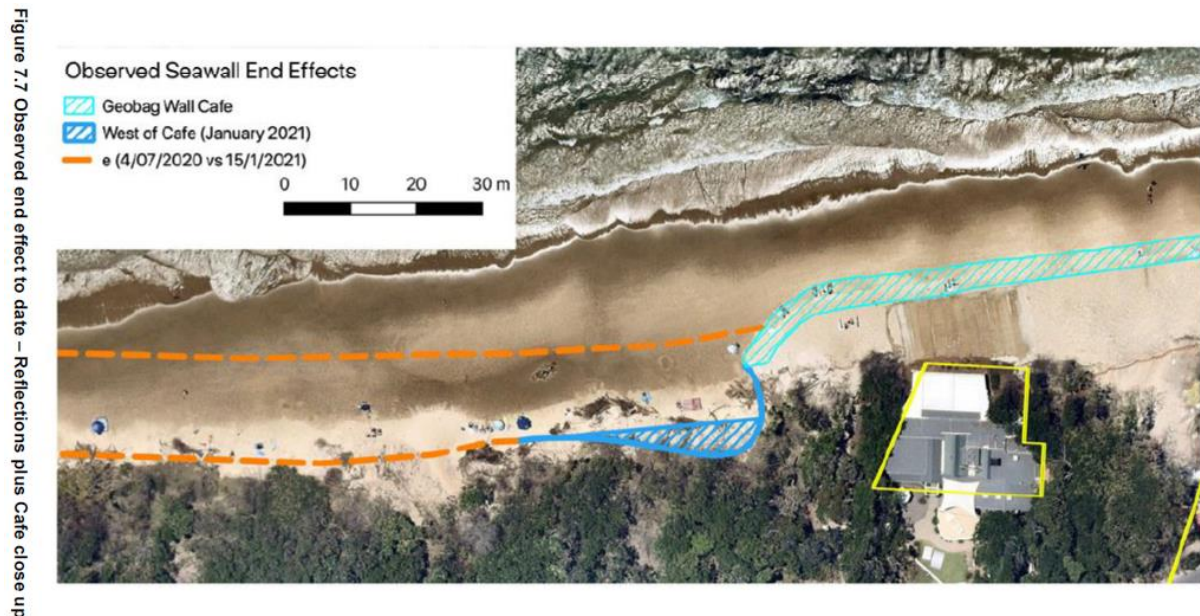 Figure 7.7 Observed end effect to date – Reflections plus Cafe close up
Observed Seawall End Effects
Geobag Wall Cafe
West of Cafe (January 2021)
e (4/07/2020 vs 15/1/2021)
0 10 20 30 m